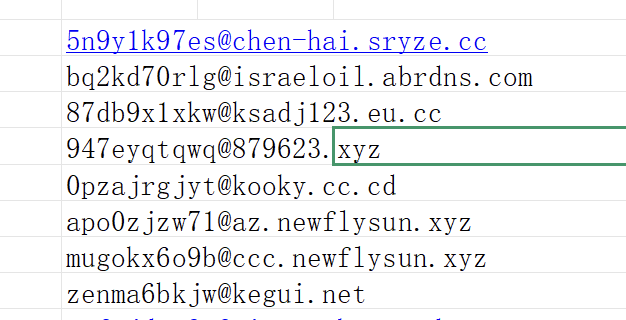 5n9y1k97es@chen-hai.sryze.cc
bq2kd70rlg@israeloil.abrdns.com
87db9x1xkw@ksadj123.eu.cc
947eyqtqwq@879623.xyz
0pzajrgjyt@kooky.cc.cd
apo0zjzw71@az.newflysun.xyz
mugokx6o9b@ccc.newflysun.xyz
zenma6bkjw@kegui.net